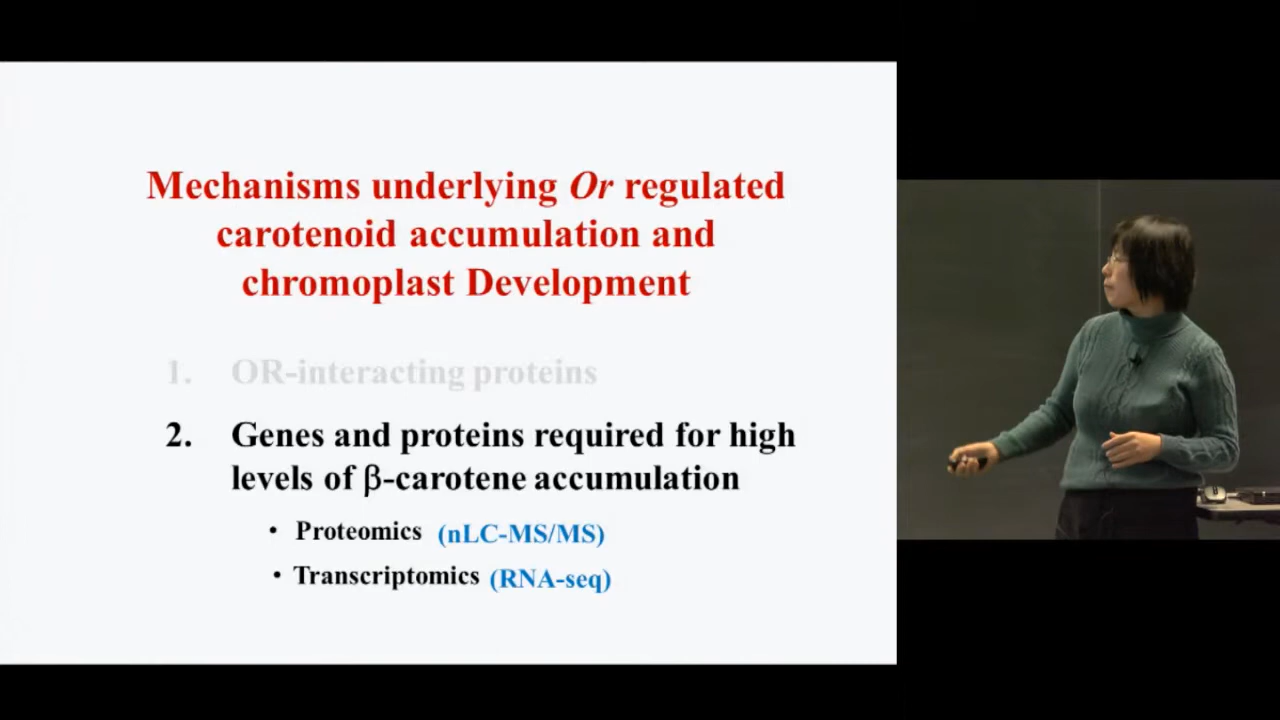 Mechanisms underlying Or regulated
carotenoid accumulation and
chromoplast Development
1. OR-interacting proteins
2. Genes and proteins required for high
levels of β-carotene accumulation
• Proteomics (nLC-MS/MS)
• Transcriptomics (RNA-seq)